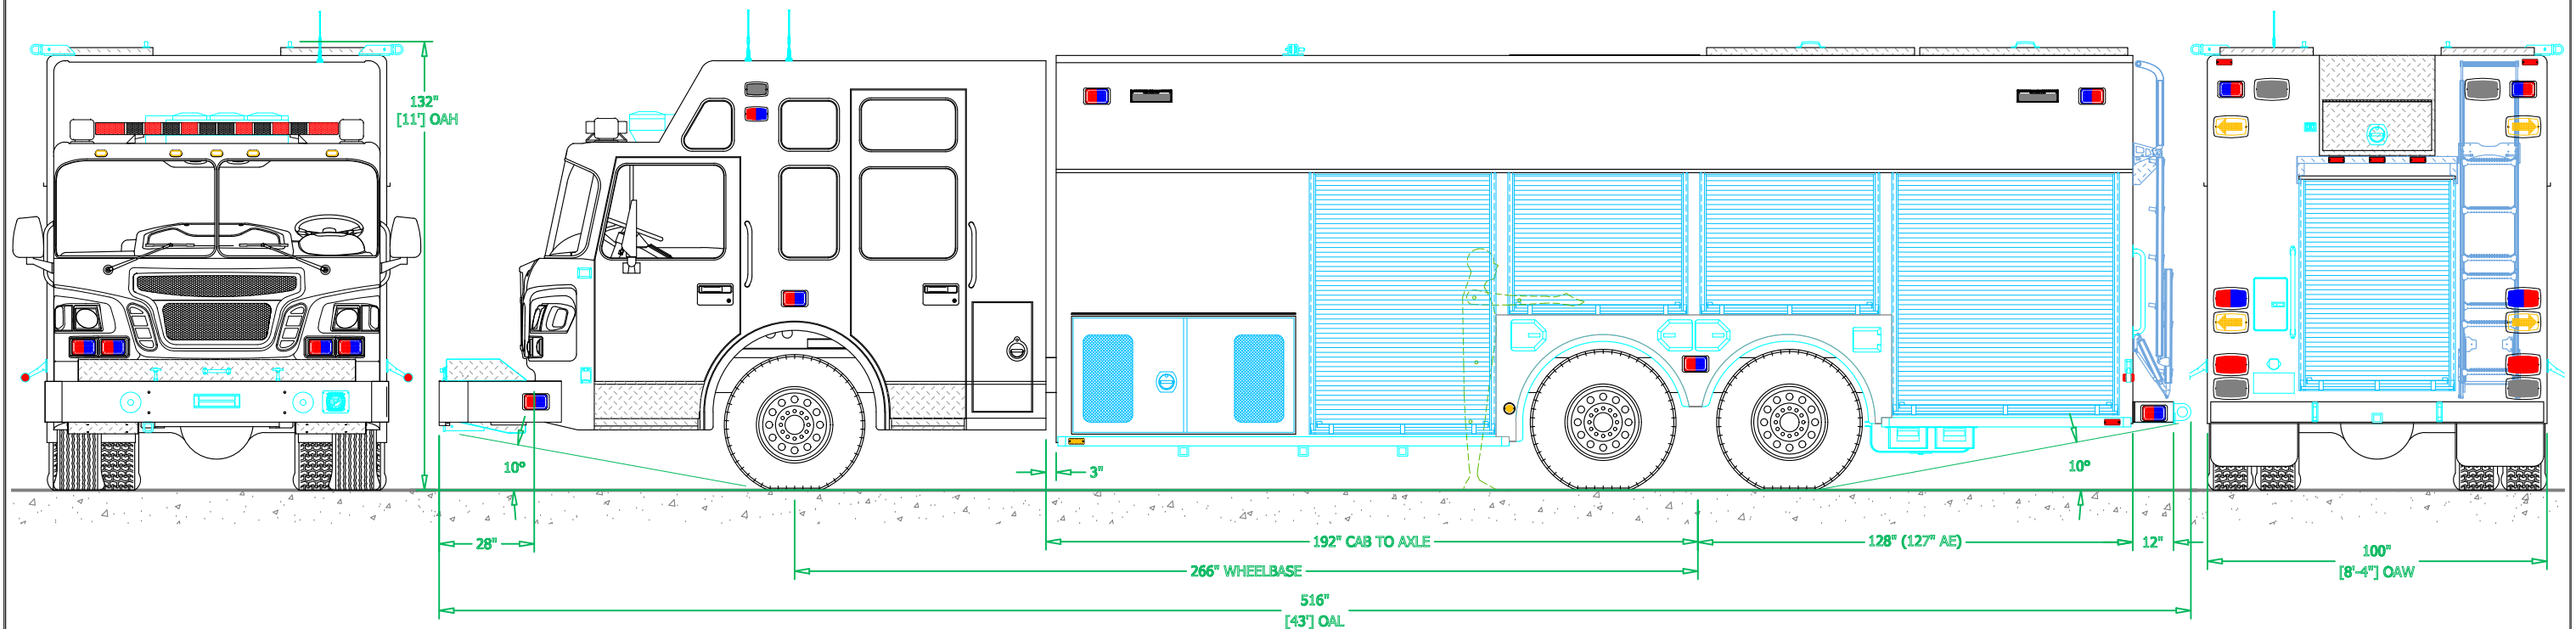 132"
[11'] OAH
10°
3"
10°
28"
192" CAB TO AXLE
128" (127" AE)
12"
100"
[8'-4"] OAW
266" WHEELBASE
516"
[43'] OAL